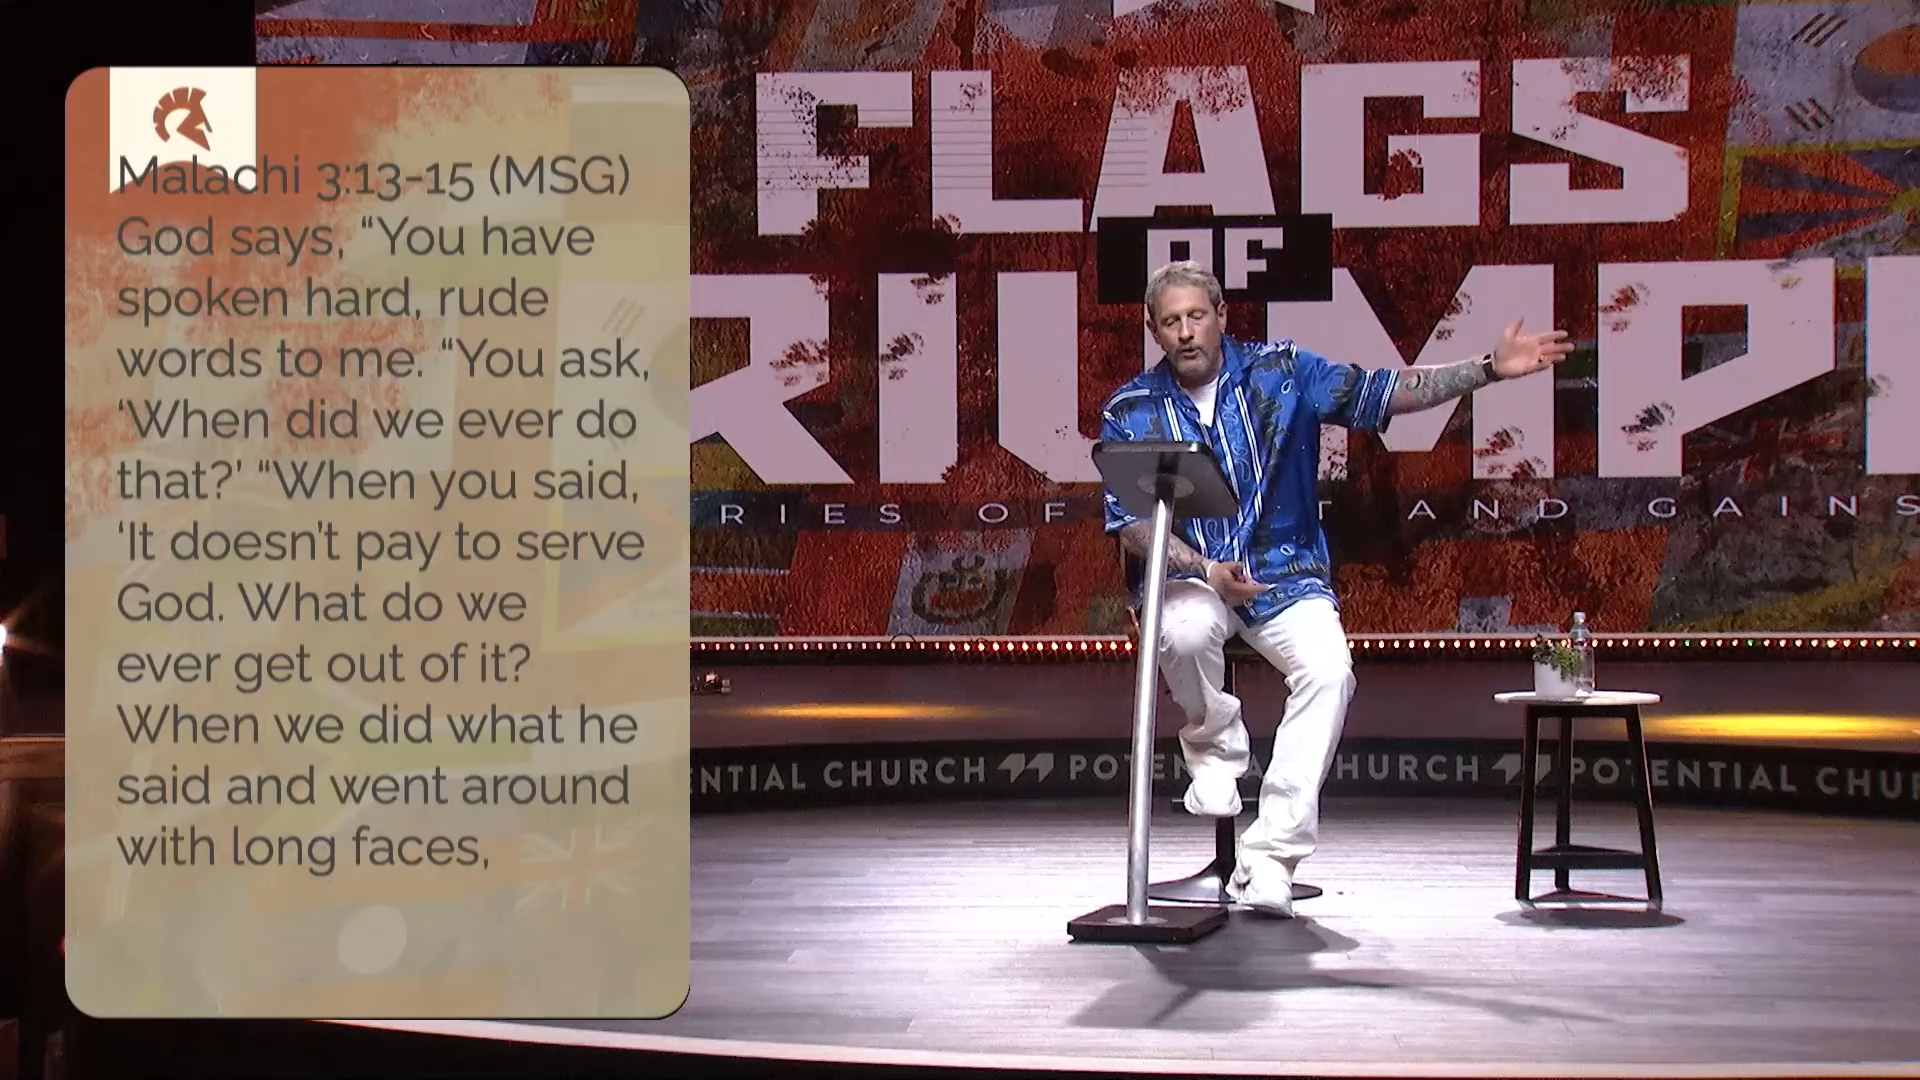 Malachi 3:13-15 (MSG)
God says, “You have
spoken hard, rude
words to me. “You ask,
‘When did we ever do
that?’ “When you said,
‘It doesn’t pay to serve
God. What do we
ever get out of it?
When we did what he
said and went around
with long faces,
FLAGS
OF
RIUMP
RIES OF T AND GAINS
ENTIAL CHURCH POTEN A CHURCH POTENTIAL CHUR